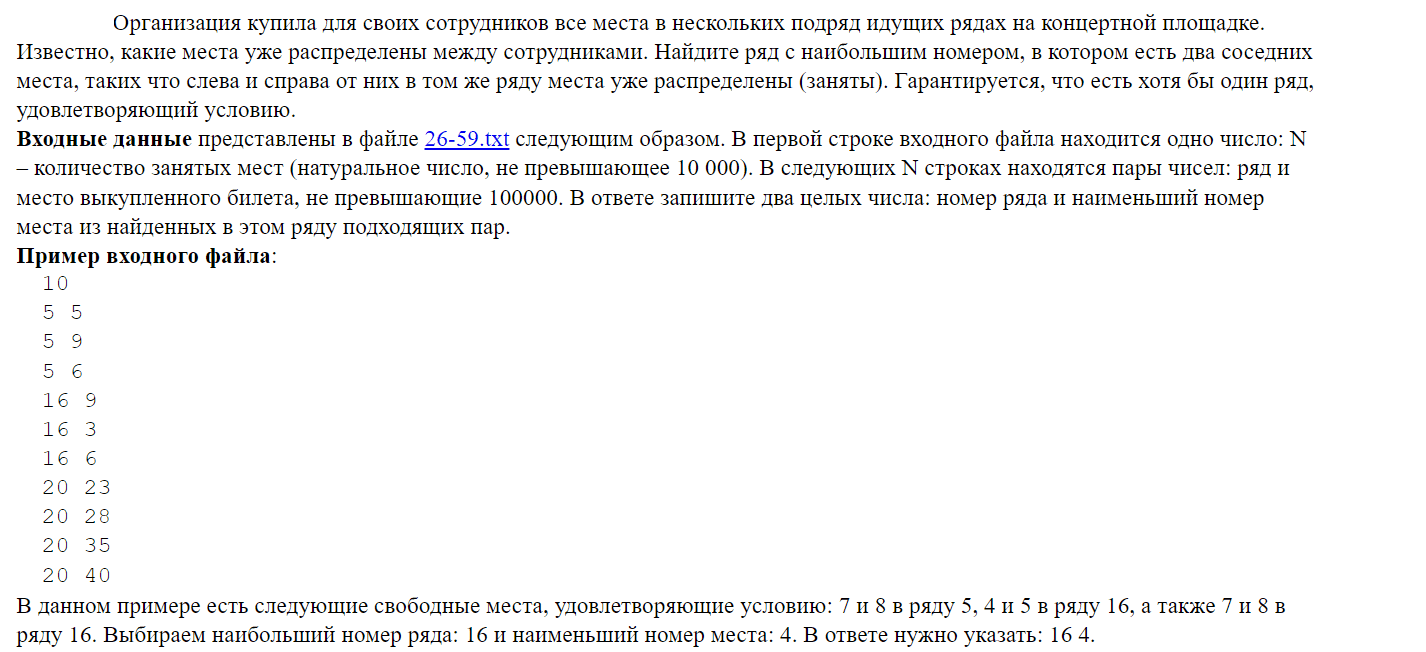 Организация купила для своих сотрудников все места в нескольких подряд идущих рядах на концертной площадке.
Известно, какие места уже распределены между сотрудниками. Найдите ряд с наибольшим номером, в котором есть два соседних
места, таких что слева и справа от них в том же ряду места уже распределены (заняты). Гарантируется, что есть хотя бы один ряд,
удовлетворяющий условию.
Входные данные представлены в файле 26-59.txt следующим образом. В первой строке входного файла находится одно число: N
– количество занятых мест (натуральное число, не превышающее 10 000). В следующих N строках находятся пары чисел: ряд и
место выкупленного билета, не превышающие 100000. В ответе запишите два целых числа: номер ряда и наименьший номер
места из найденных в этом ряду подходящих пар.
Пример входного файла:
10
5 5
5 9
5 6
16 9
16 3
16 6
20 23
20 28
20 35
20 40
В данном примере есть следующие свободные места, удовлетворяющие условию: 7 и 8 в ряду 5, 4 и 5 в ряду 16, а также 7 и 8 в
ряду 16. Выбираем наибольший номер ряда: 16 и наименьший номер места: 4. В ответе нужно указать: 16 4.